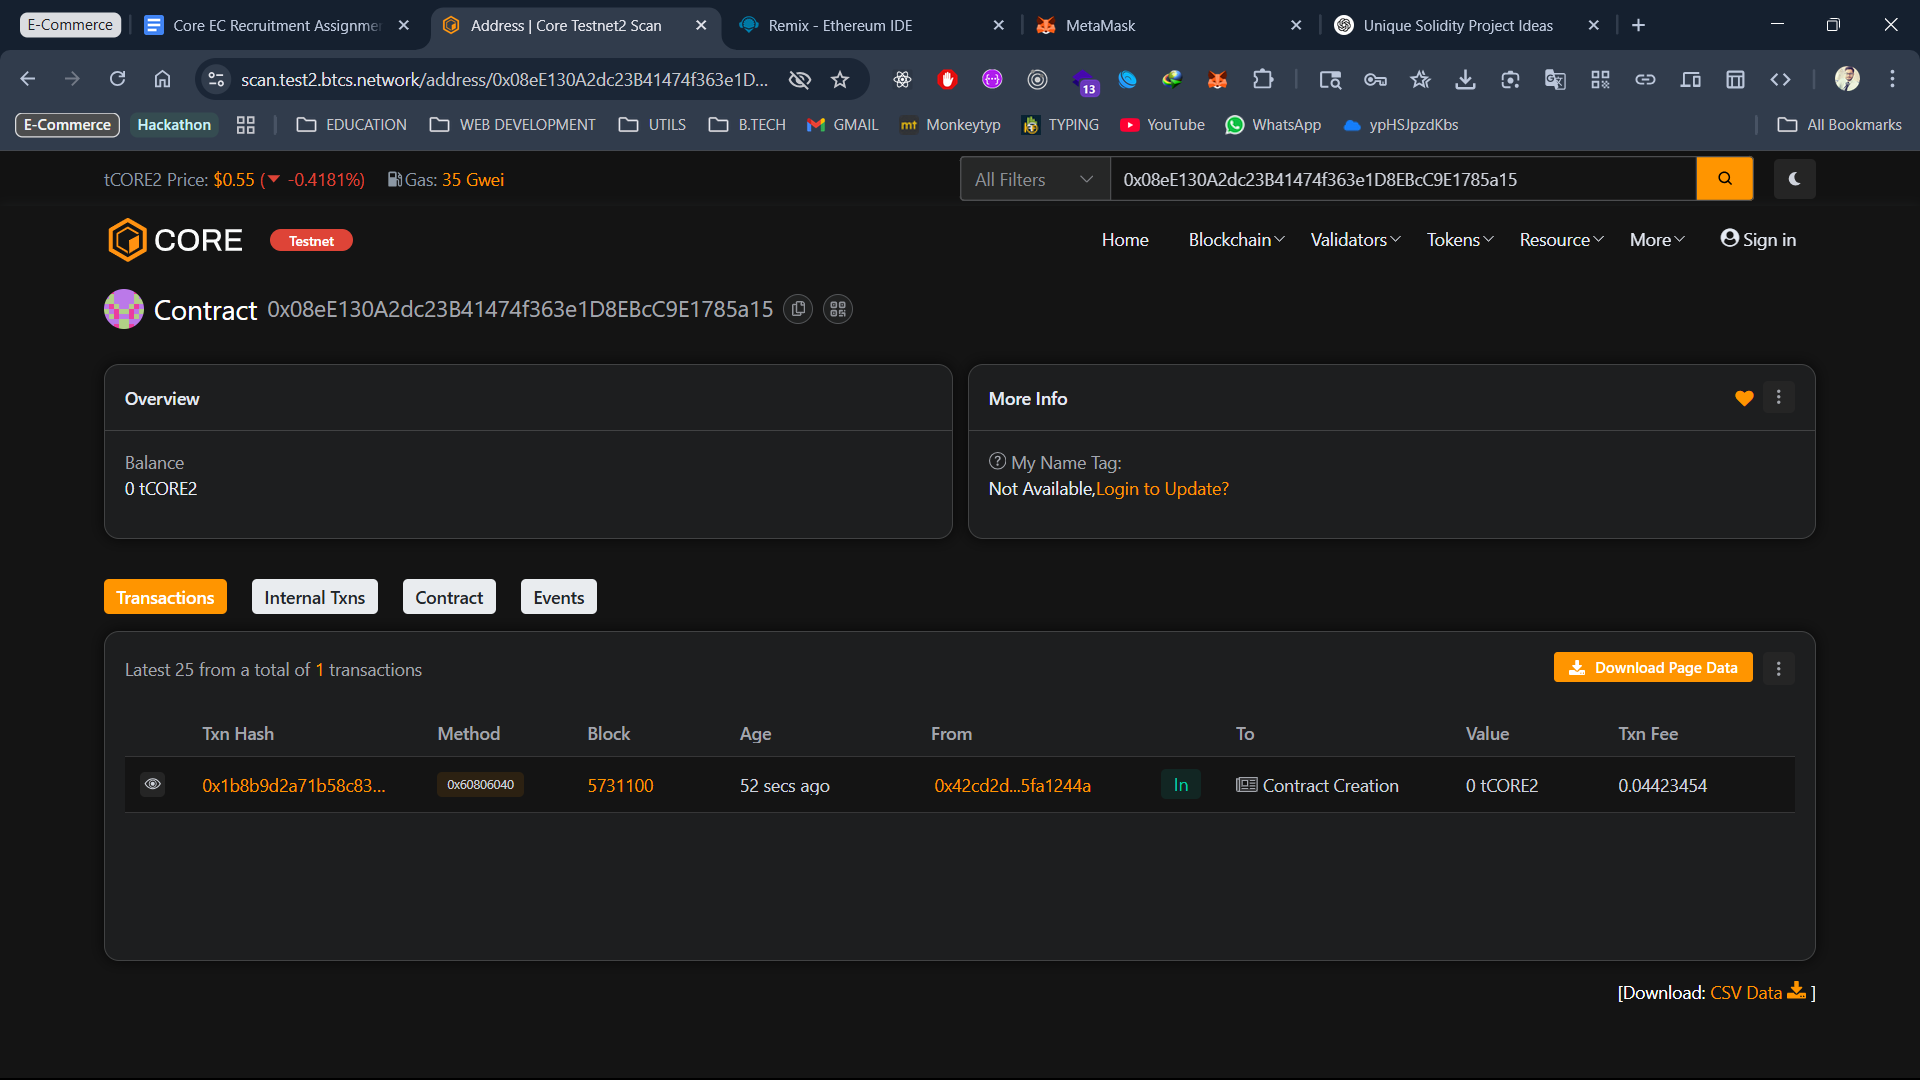 E-Commerce
Core EC Recruitment Assignme
Address | Core Testnet2 Scan
Remix - Ethereum IDE
MetaMask
Unique Solidity Project Ideas
scan.test2.btcs.network/address/0x08eE130A2dc23B41474f363e1D...
13
E-Commerce
Hackathon
EDUCATION
WEB DEVELOPMENT
UTILS
B.TECH
GMAIL
mt Monkeytyp
TYPING
YouTube
WhatsApp
ypHSJpzdKbs
All Bookmarks
tCORE2 Price: $0.55 (▼ -0.4181%) Gas: 35 Gwei
All Filters
0x08eE130A2dc23B41474f363e1D8EBcC9E1785a15
CORE
Testnet
Home
Blockchain
Validators
Tokens
Resource
More
Sign in
Contract 0x08eE130A2dc23B41474f363e1D8EBcC9E1785a15
Overview
Balance
0 tCORE2
More Info
My Name Tag:
Not Available,Login to Update?
Transactions
Internal Txns
Contract
Events
Latest 25 from a total of 1 transactions
Download Page Data
Txn Hash Method Block Age From To Value Txn Fee
0x1b8b9d2a71b58c83... 0x60806040 5731100 52 secs ago 0x42cd2d...5fa1244a In Contract Creation 0 tCORE2 0.04423454
[Download: CSV Data ]